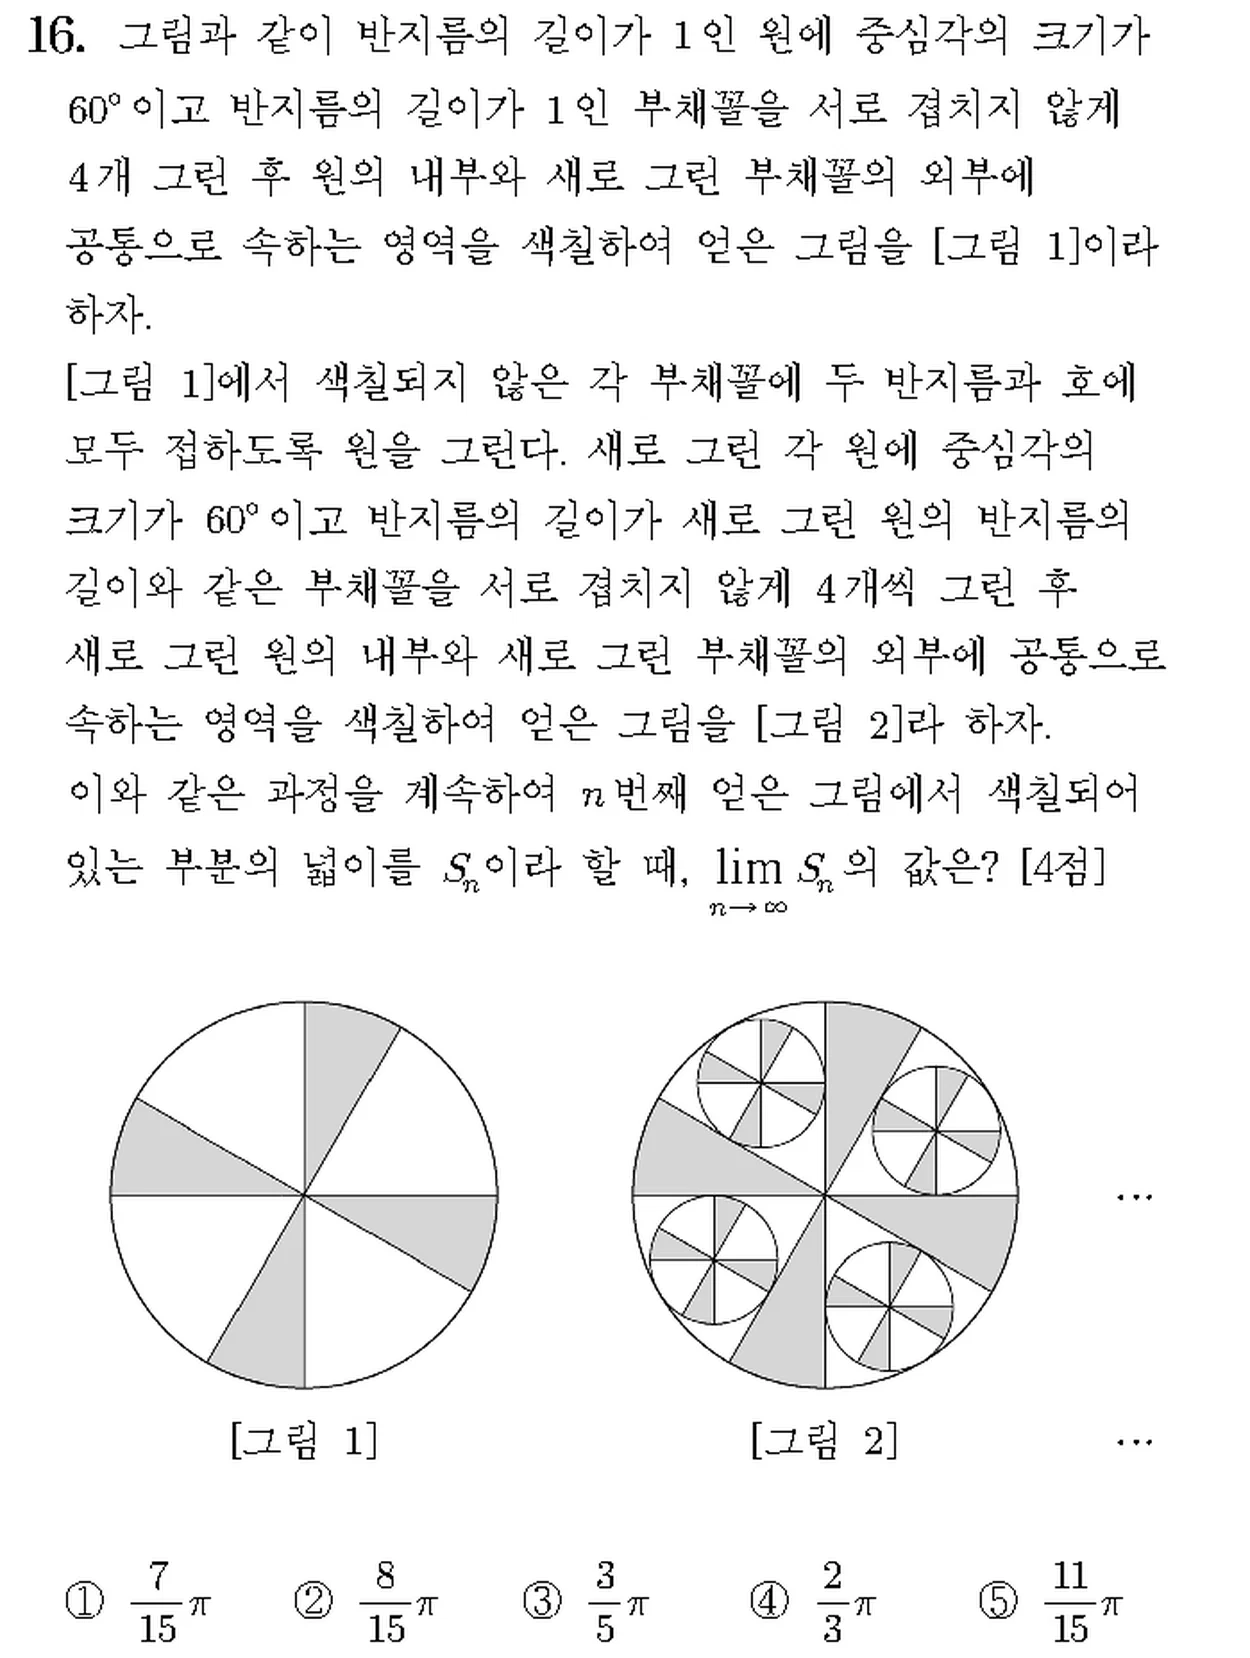 16. 그림과 같이 반지름의 길이가 1인 원에 중심각의 크기가
60°이고 반지름의 길이가 1인 부채꼴을 서로 겹치지 않게
4개 그린 후 원의 내부와 새로 그린 부채꼴의 외부에
공통으로 속하는 영역을 색칠하여 얻은 그림을 [그림 1]이라
하자.
[그림 1]에서 색칠되지 않은 각 부채꼴에 두 반지름과 호에
모두 접하도록 원을 그린다. 새로 그린 각 원에 중심각의
크기가 60°이고 반지름의 길이가 새로 그린 원의 반지름의
길이와 같은 부채꼴을 서로 겹치지 않게 4개씩 그린 후
새로 그린 원의 내부와 새로 그린 부채꼴의 외부에 공통으로
속하는 영역을 색칠하여 얻은 그림을 [그림 2]라 하자.
이와 같은 과정을 계속하여 n번째 얻은 그림에서 색칠되어
있는 부분의 넓이를 Sₙ이라 할 때, lim n→∞ Sₙ의 값은? [4점]
…
[그림 1] [그림 2] …
① 7/15 π ② 8/15 π ③ 3/5 π ④ 2/3 π ⑤ 11/15 π